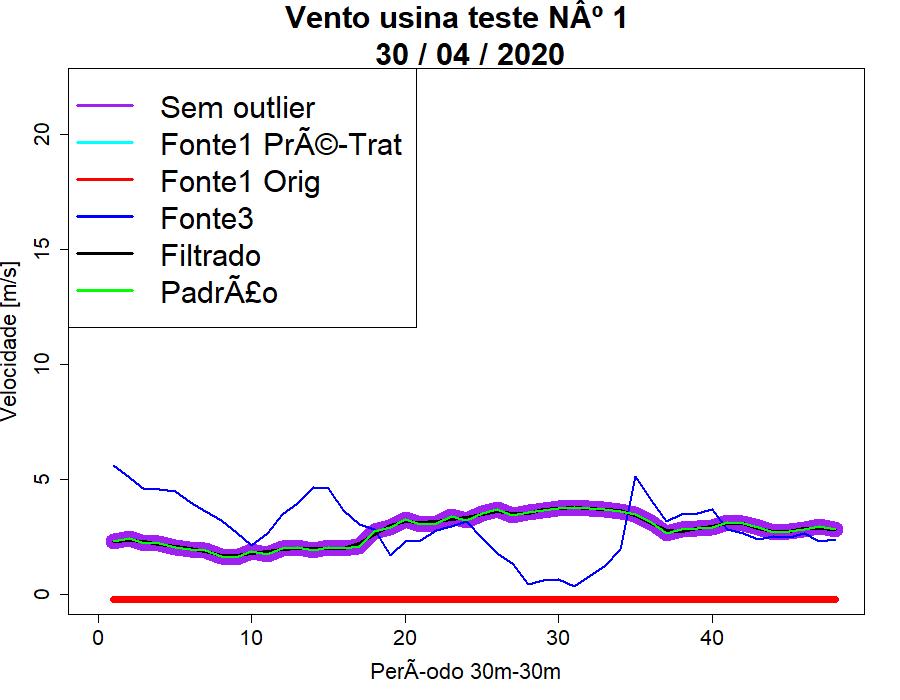 Vento usina teste NÂº 1
30 / 04 / 2020
Sem outlier
Fonte1 PrÃ©-Trat
Fonte1 Orig
Fonte3
Filtrado
PadrÃ£o
Velocidade [m/s]
20
15
10
5
0
0 10 20 30 40
PerÃ-odo 30m-30m